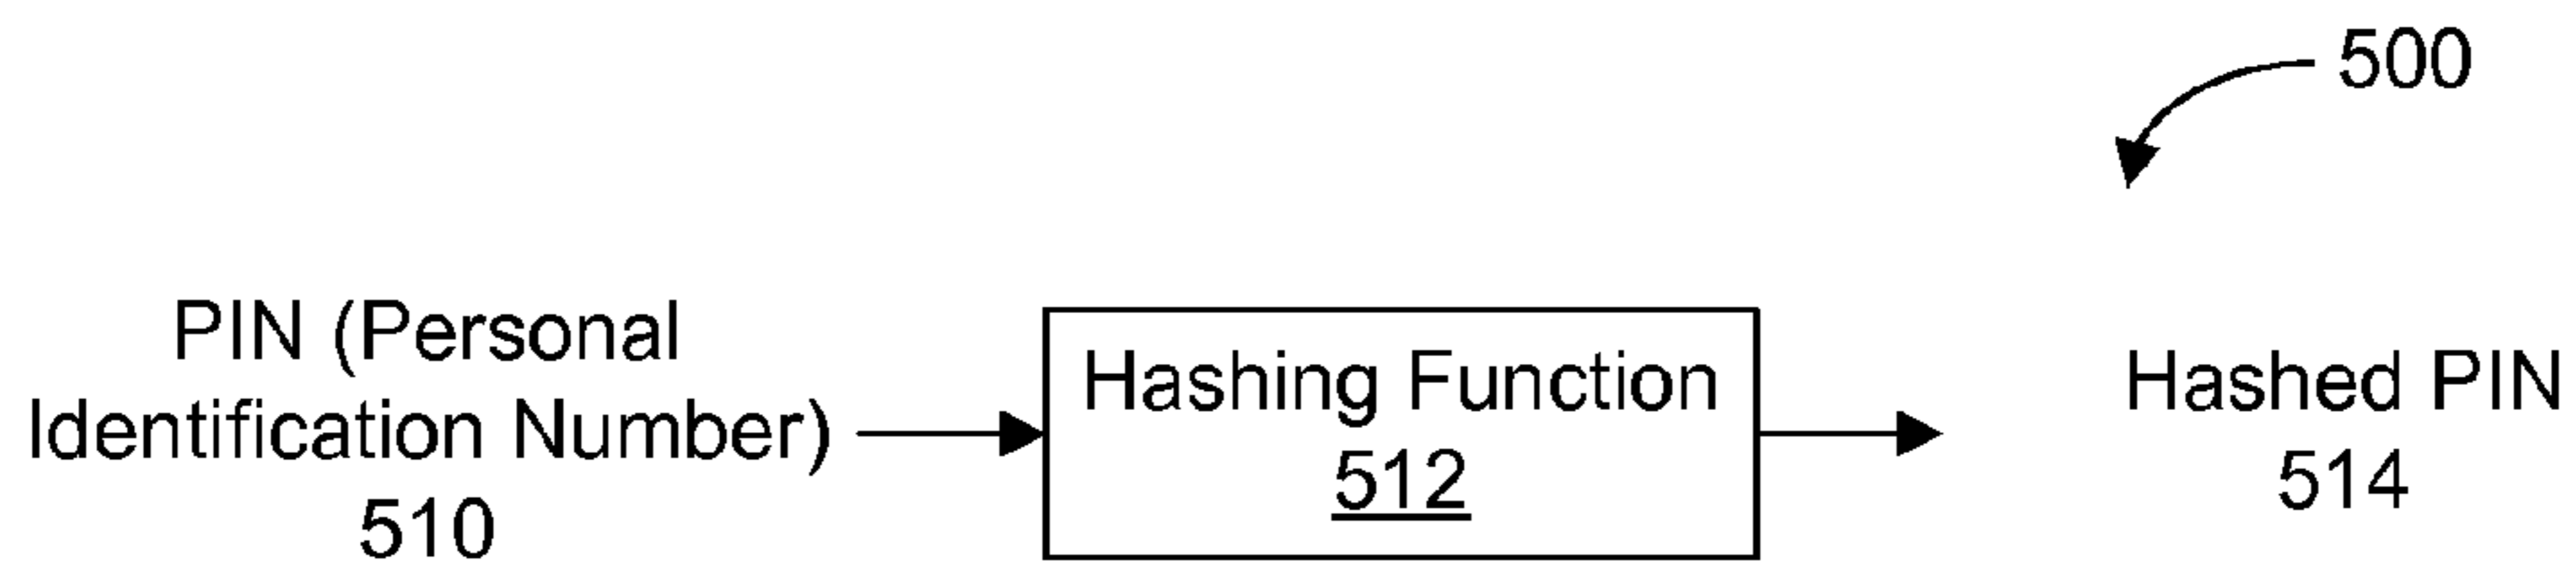 500
PIN (Personal
Identification Number)
510
Hashing Function
512
Hashed PIN
514